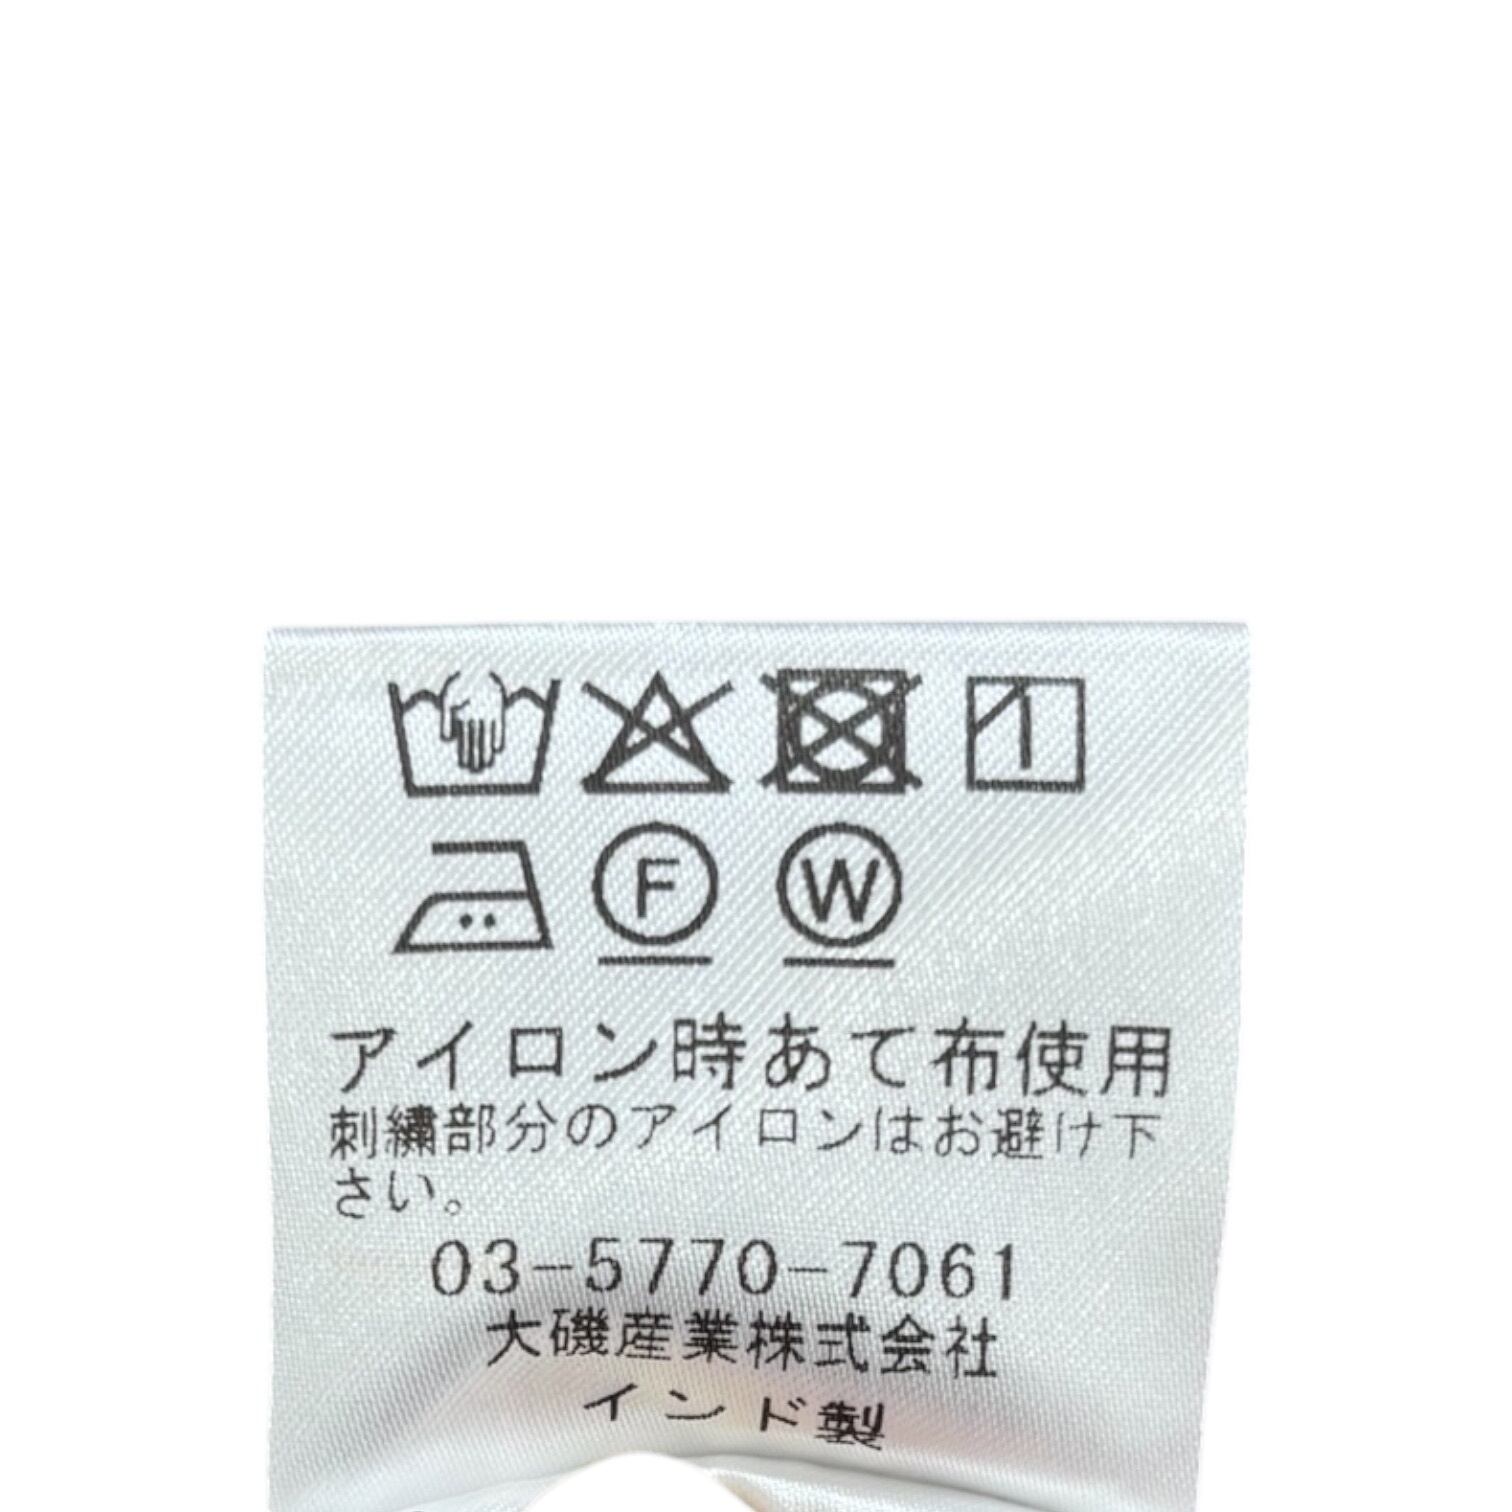 F W
アイロン時あて布使用
刺繍部分のアイロンはお避け下
さい。
03-5770-7061
大磯産業株式会社
インド製